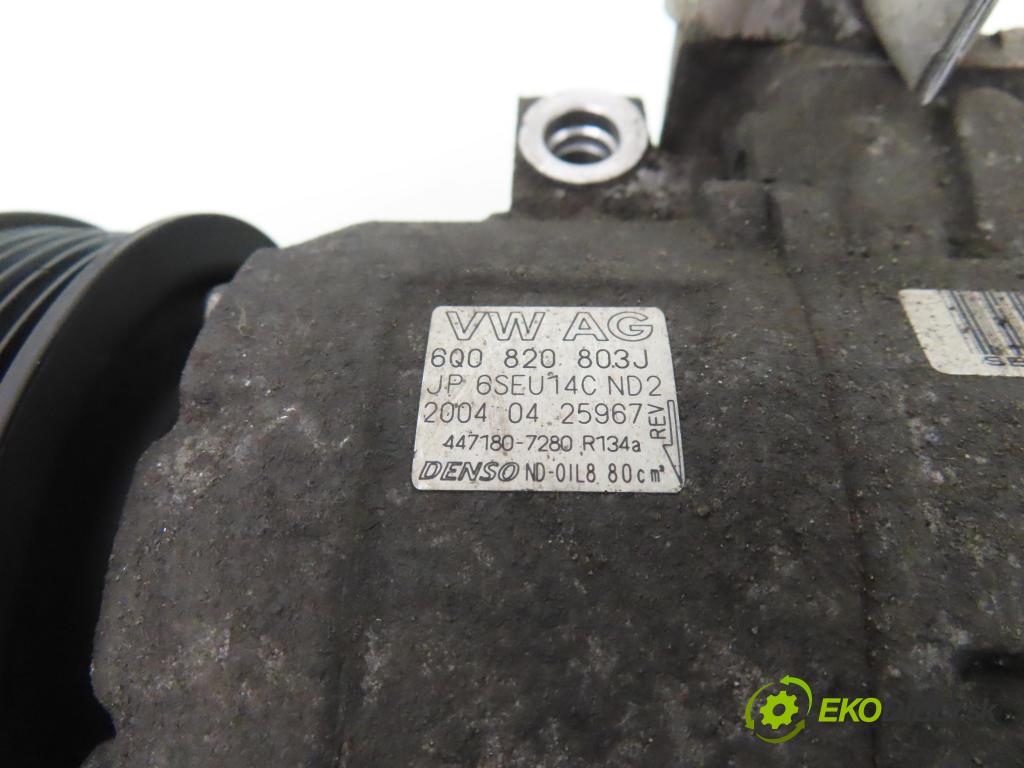 VW AG
6Q0 820 803J
JP 6SEU14C ND2
2004 04 25967
REV
447180-7280 R134a
DENSO ND-OIL8 80cm³
EKO